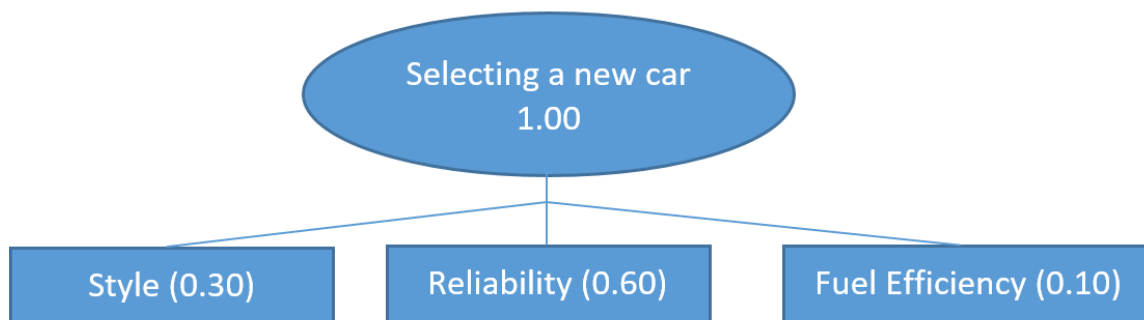 Selecting a new car
1.00
Style (0.30)
Reliability (0.60)
Fuel Efficiency (0.10)